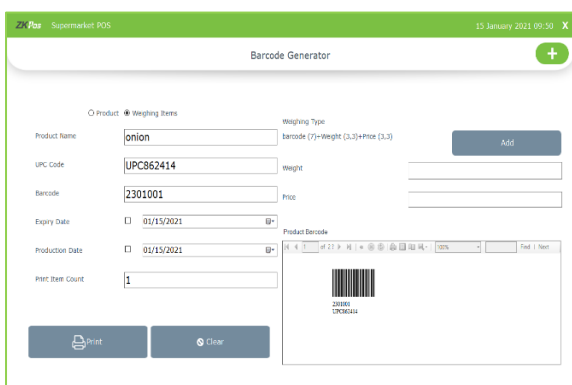 ZKPos Supermarket POS 15 January 2021 09:50 X
Barcode Generator
Product Weighing Items
Product Name onion
UPC Code UPC862414
Barcode 2301001
Expiry Date 01/15/2021
Production Date 01/15/2021
Print Item Count 1
Print Clear
Weighing Type
barcode {7}+Weight {3,3}+Price {3,3}
Add
Weight
Price
Product Barcode
1 of 2 ? 100% Find | Next
2301001
UPC862414